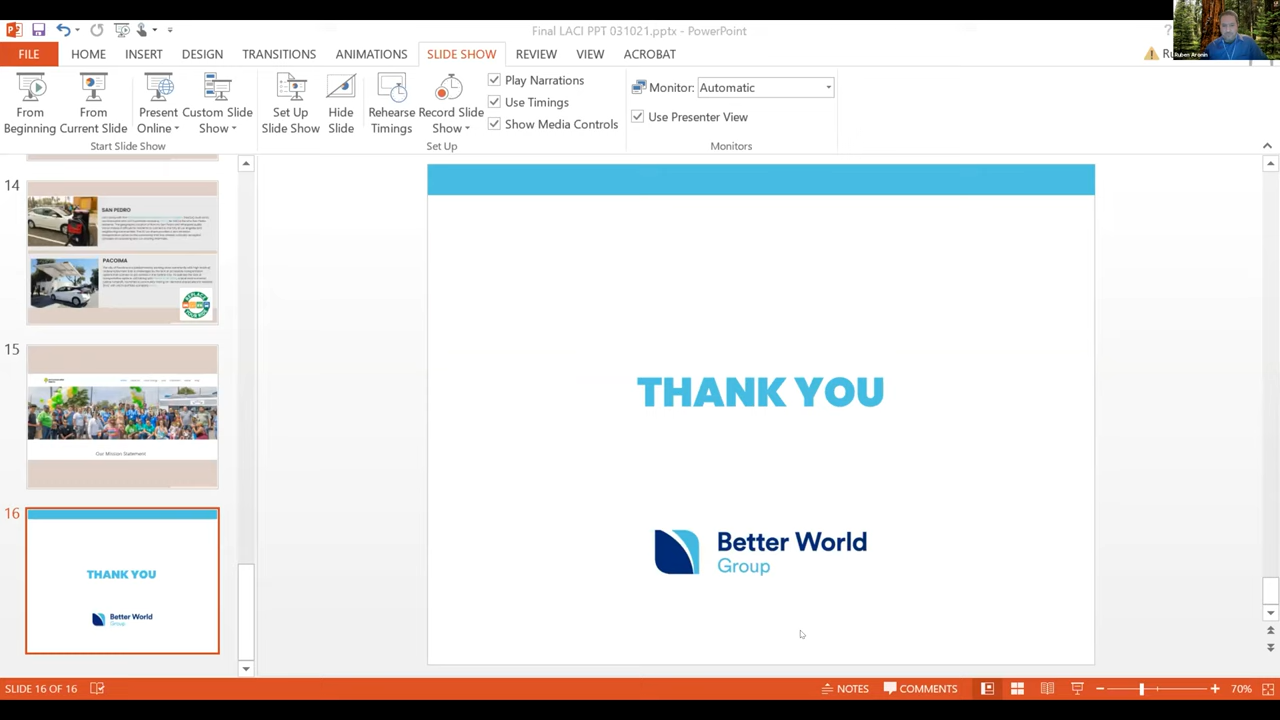 Final LACI PPT 031021.pptx - PowerPoint
?
Ruben Aronin
FILE HOME INSERT DESIGN TRANSITIONS ANIMATIONS SLIDE SHOW REVIEW VIEW ACROBAT
From Beginning
From Current Slide
Present Online
Custom Slide Show
Set Up Slide Show
Hide Slide
Rehearse Timings
Record Slide Show
Play Narrations
Use Timings
Show Media Controls
Monitor: Automatic
Use Presenter View
Start Slide Show
Set Up
Monitors
14
SAN PEDRO
PACOIMA
15
Our Mission Statement
16
THANK YOU
Better World
Group
THANK YOU
Better World
Group
SLIDE 16 OF 16
NOTES COMMENTS 70%